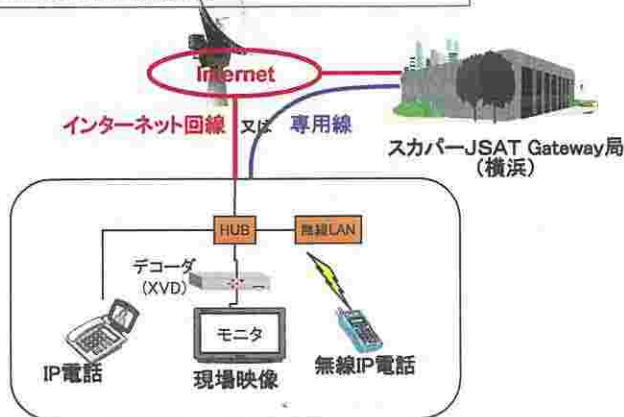 Internet
インターネット回線 又は 専用線
スカパーJSAT Gateway局
(横浜)
HUB
無線LAN
デコーダ
(XVD)
モニタ
IP電話
現場映像
無線IP電話